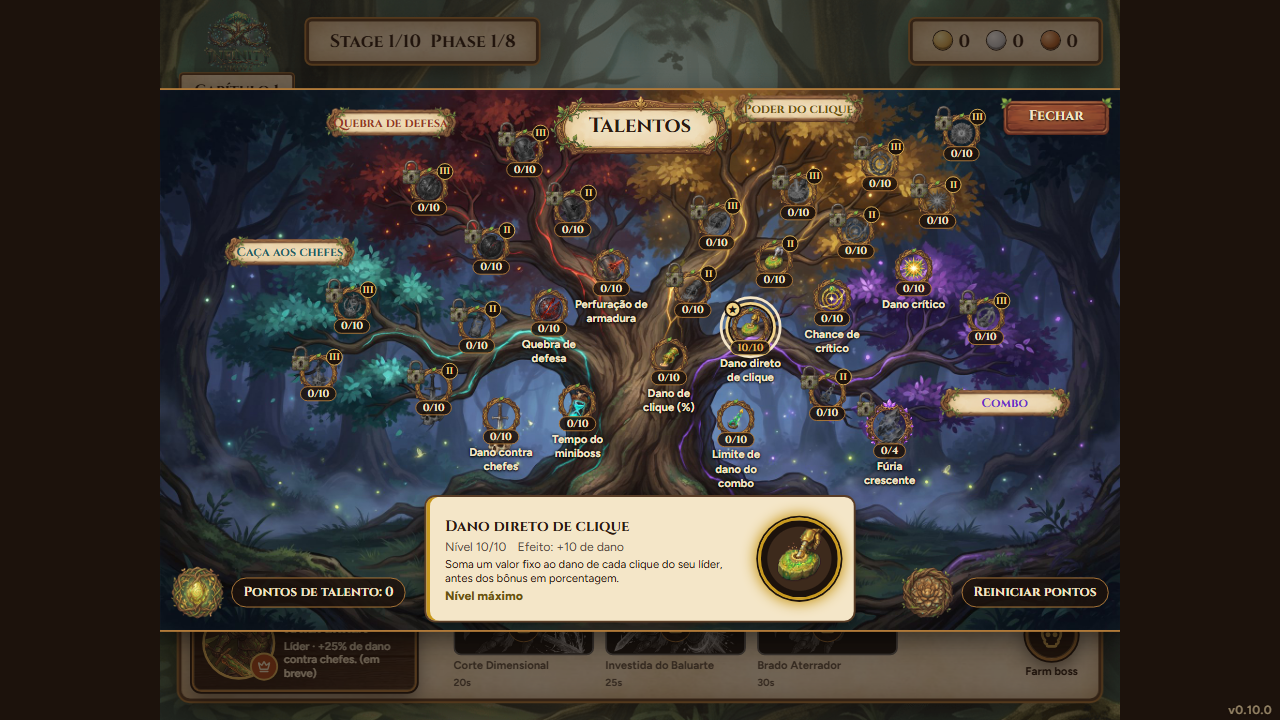 Stage 1/10 Phase 1/8
0 0 0
Capítulo 1
Quebra de defesa
Talentos
Poder do clique
Fechar
III
0/10
III
0/10
III
0/10
III
0/10
III
0/10
II
0/10
II
0/10
III
0/10
II
0/10
II
0/10
Caça aos chefes
II
0/10
0/10
Perfuração de
armadura
II
0/10
0/10
Dano crítico
III
0/10
II
0/10
0/10
Quebra de
defesa
10/10
Dano direto
de clique
0/10
Chance de
crítico
III
0/10
III
0/10
II
0/10
0/10
Dano de
clique (%)
II
0/10
Combo
0/10
Dano contra
chefes
0/10
Tempo do
miniboss
0/10
Limite de
dano do
combo
0/4
Fúria
crescente
Dano direto de clique
Nível 10/10 Efeito: +10 de dano
Soma um valor fixo ao dano de cada clique do seu líder,
antes dos bônus em porcentagem.
Nível máximo
Pontos de talento: 0
Reiniciar pontos
Líder · +25% de dano
contra chefes. (em
breve)
Corte Dimensional
20s
Investida do Baluarte
25s
Brado Aterrador
30s
Farm boss
v0.10.0